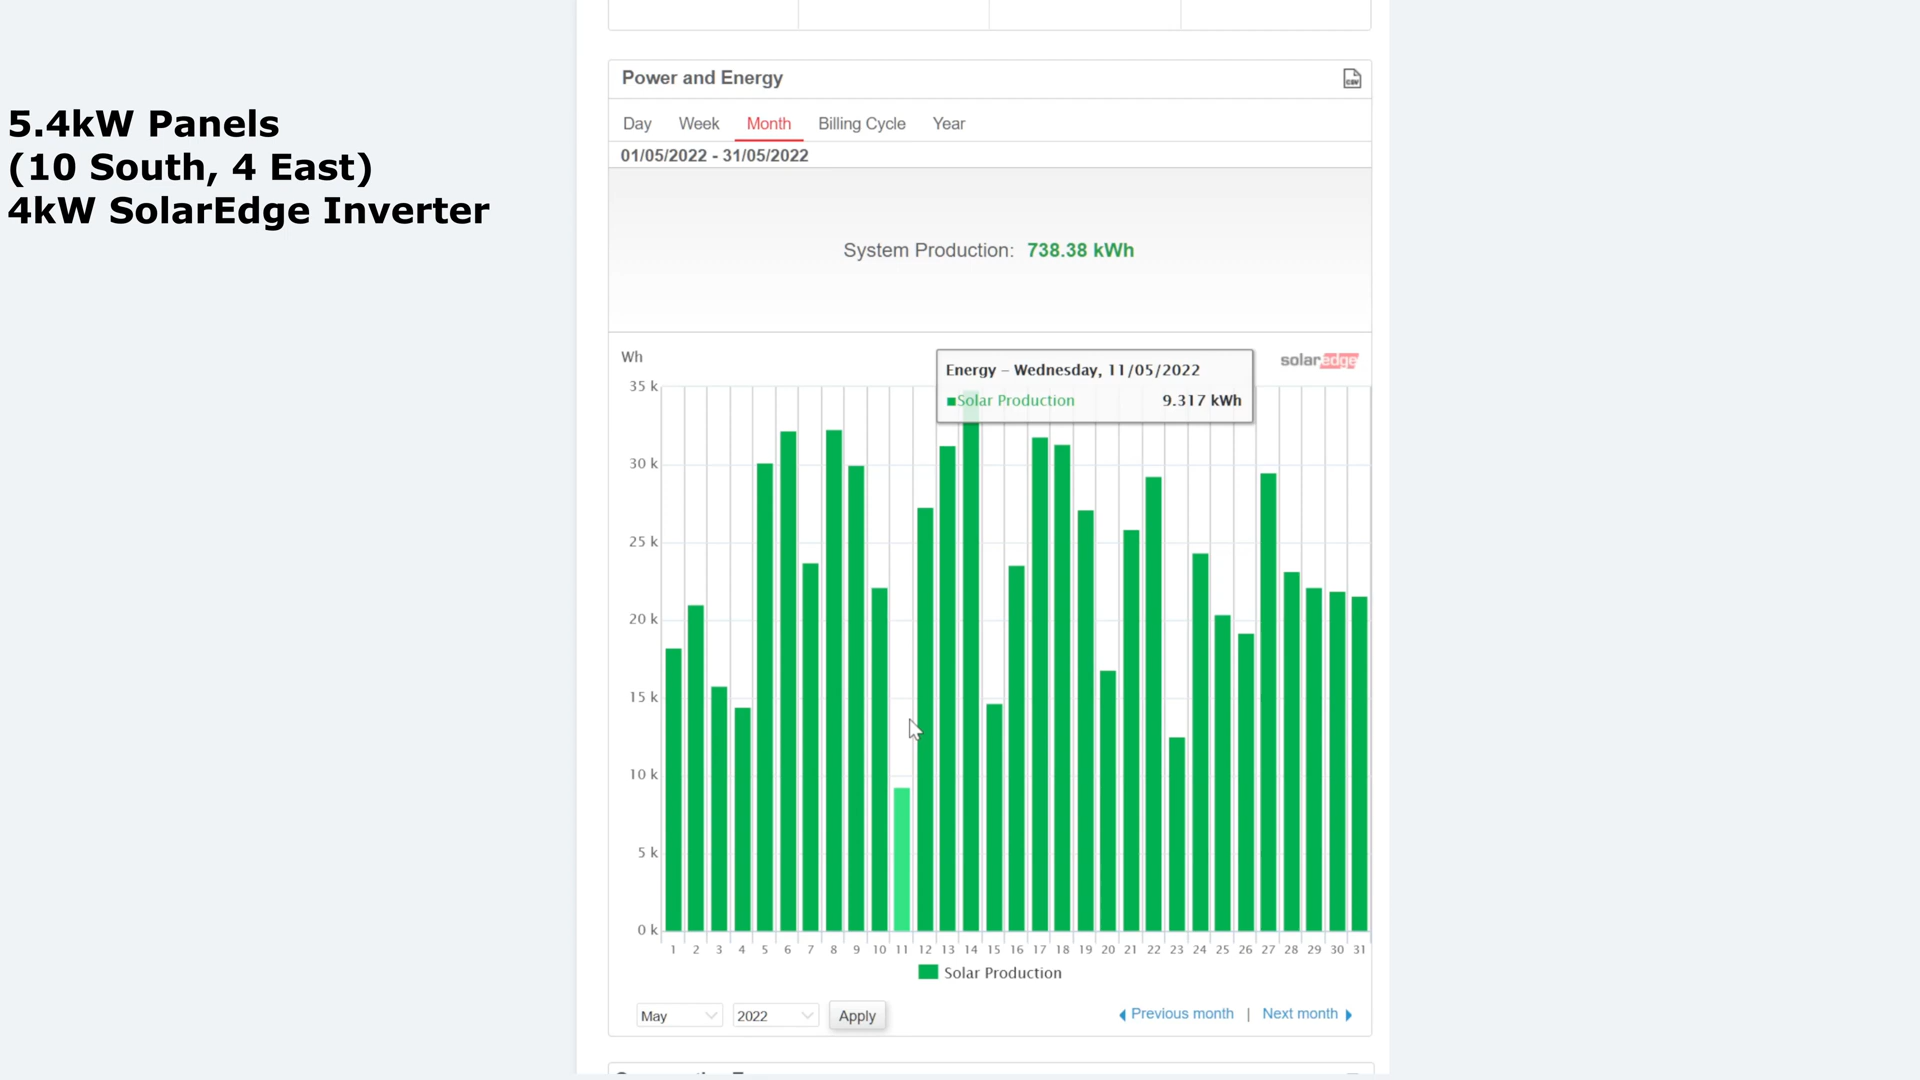 5.4kW Panels
(10 South, 4 East)
4kW SolarEdge Inverter
Power and Energy
CSV
Day Week Month Billing Cycle Year
01/05/2022 - 31/05/2022
System Production: 738.38 kWh
Wh
solaredge
Energy – Wednesday, 11/05/2022
Solar Production 9.317 kWh
35 k
30 k
25 k
20 k
15 k
10 k
5 k
0 k
1 2 3 4 5 6 7 8 9 10 11 12 13 14 15 16 17 18 19 20 21 22 23 24 25 26 27 28 29 30 31
Solar Production
May 2022 Apply
Previous month | Next month